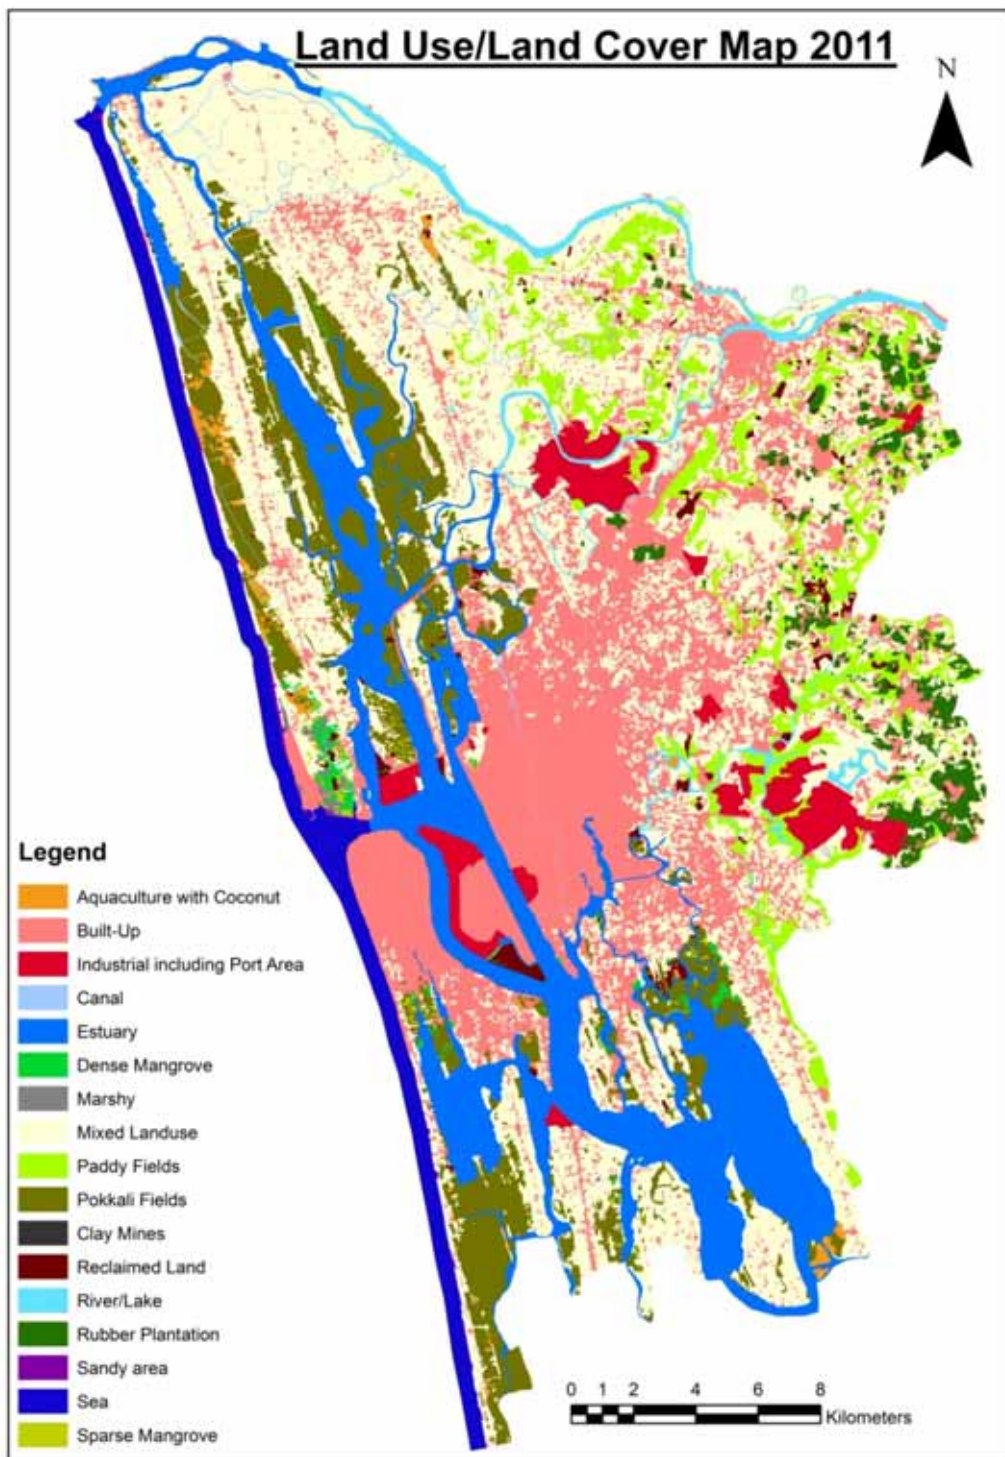 Land Use/Land Cover Map 2011
N
Legend
Aquaculture with Coconut
Built-Up
Industrial including Port Area
Canal
Estuary
Dense Mangrove
Marshy
Mixed Landuse
Paddy Fields
Pokkali Fields
Clay Mines
Reclaimed Land
River/Lake
Rubber Plantation
Sandy area
Sea
Sparse Mangrove
0 1 2 4 6 8
Kilometers